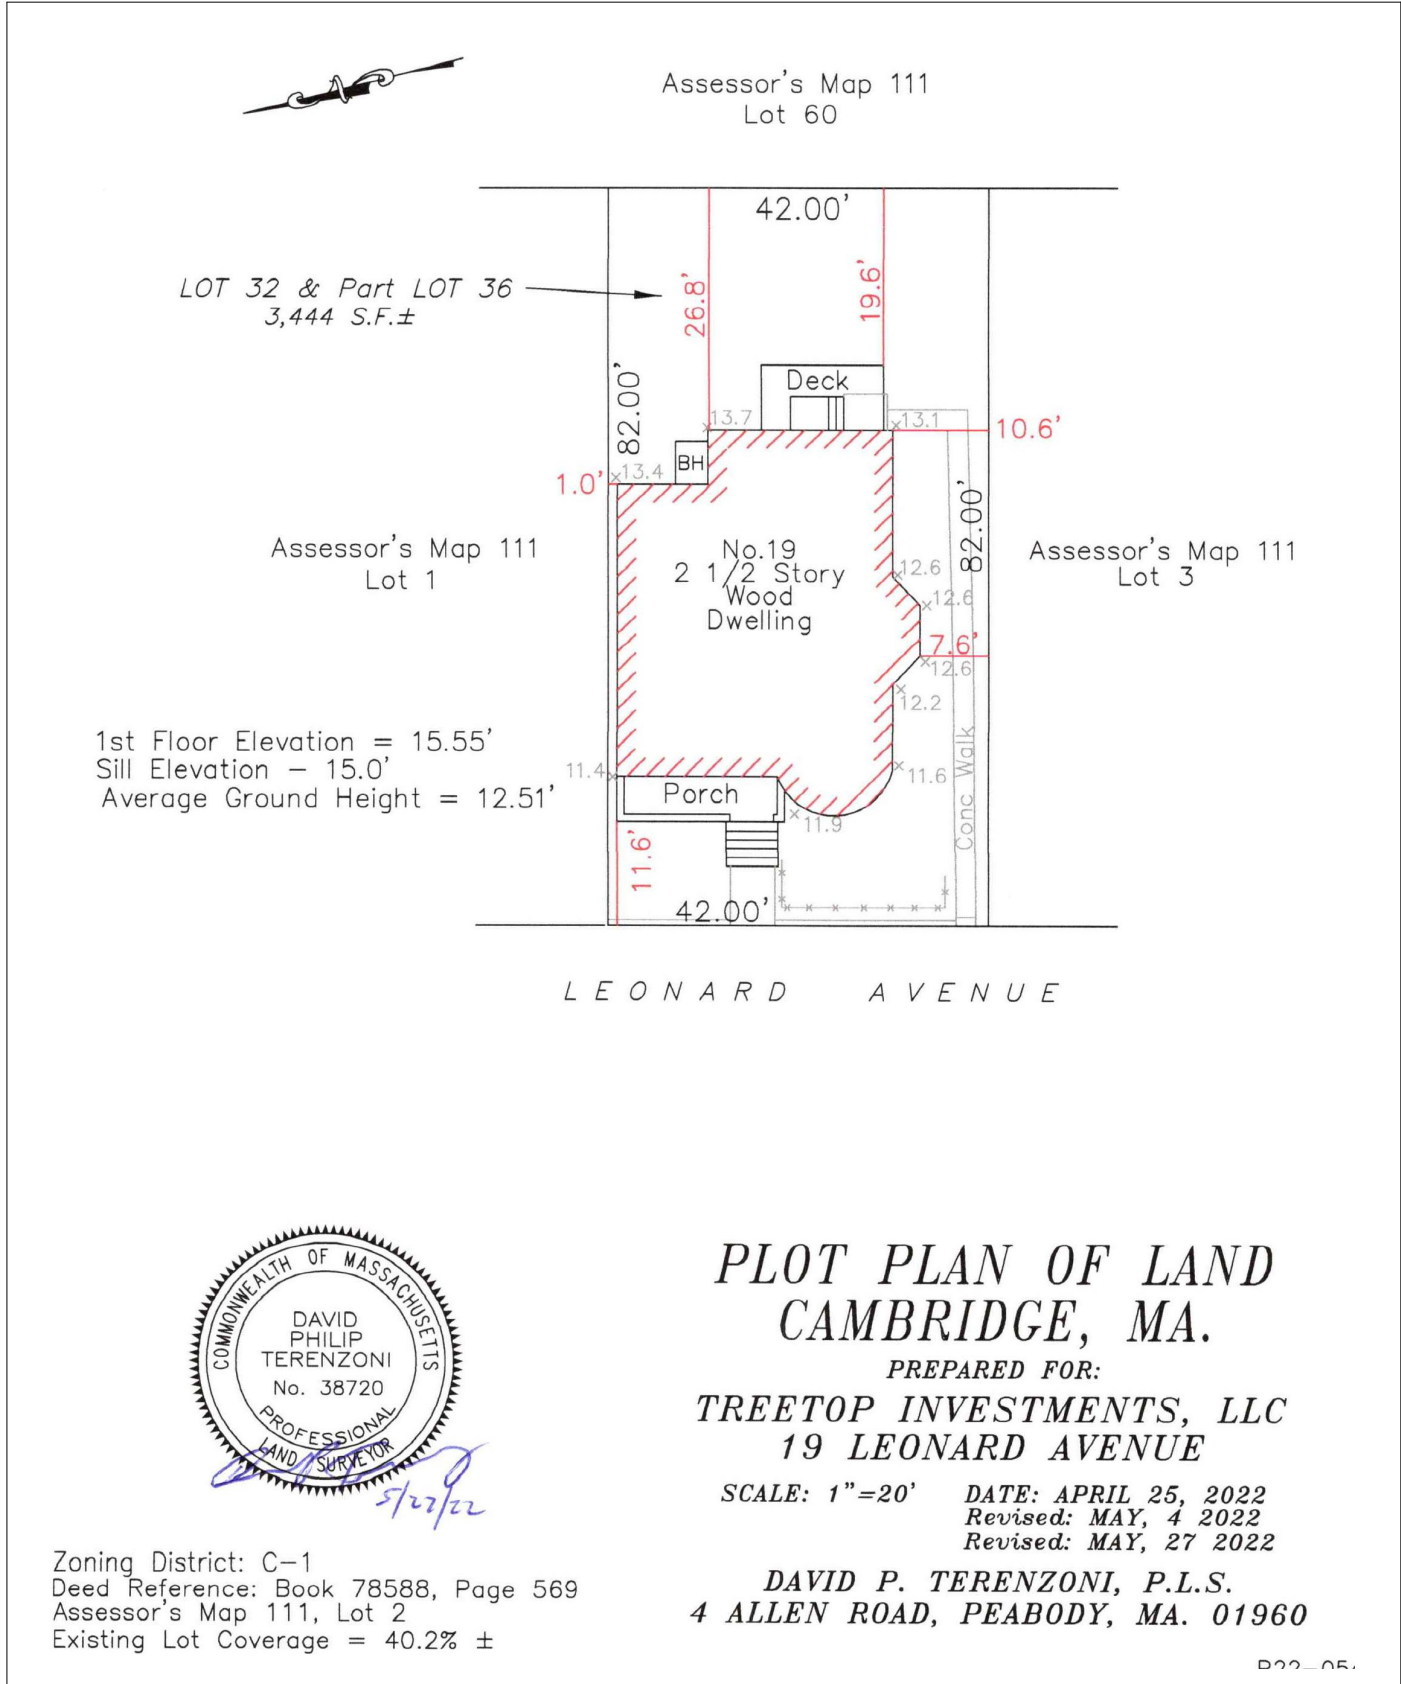 Assessor's Map 111
Lot 60
42.00'
LOT 32 & Part LOT 36
3,444 S.F.±
26.8'
19.6'
82.00'
Deck
13.7
13.1
10.6'
BH
13.4
1.0'
82.00'
Assessor's Map 111
Lot 1
No.19
2 1/2 Story
Wood
Dwelling
Assessor's Map 111
Lot 3
12.6
12.6
7.6'
12.6
12.2
1st Floor Elevation = 15.55'
Sill Elevation - 15.0'
Average Ground Height = 12.51'
11.4
11.6
Porch
Conc Walk
11.9
11.6'
42.00'
LEONARD AVENUE
COMMONWEALTH OF MASSACHUSETTS
DAVID
PHILIP
TERENZONI
No. 38720
PROFESSIONAL
LAND SURVEYOR
5/27/22
PLOT PLAN OF LAND
CAMBRIDGE, MA.
PREPARED FOR:
TREETOP INVESTMENTS, LLC
19 LEONARD AVENUE
SCALE: 1"=20' DATE: APRIL 25, 2022
Revised: MAY, 4 2022
Revised: MAY, 27 2022
DAVID P. TERENZONI, P.L.S.
4 ALLEN ROAD, PEABODY, MA. 01960
Zoning District: C-1
Deed Reference: Book 78588, Page 569
Assessor's Map 111, Lot 2
Existing Lot Coverage = 40.2% ±